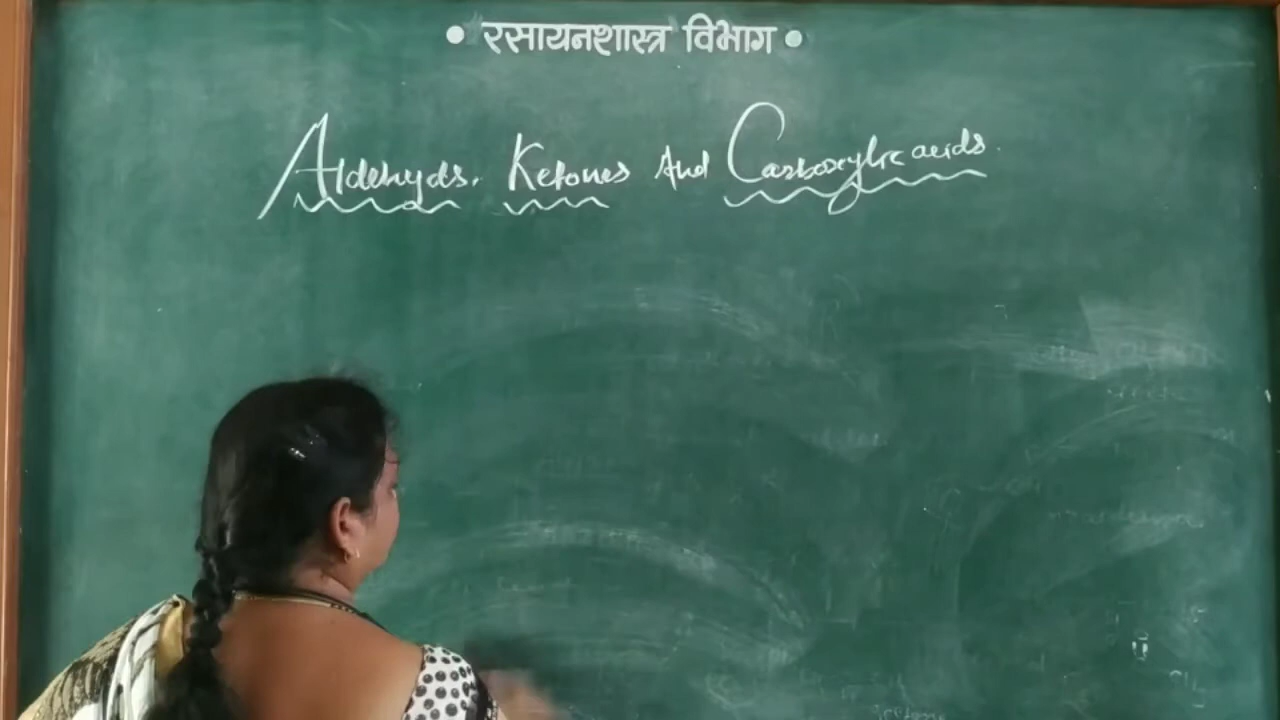 • रसायनशास्त्र विभाग •
Aldehyds, Ketones And Carboxylic acids.